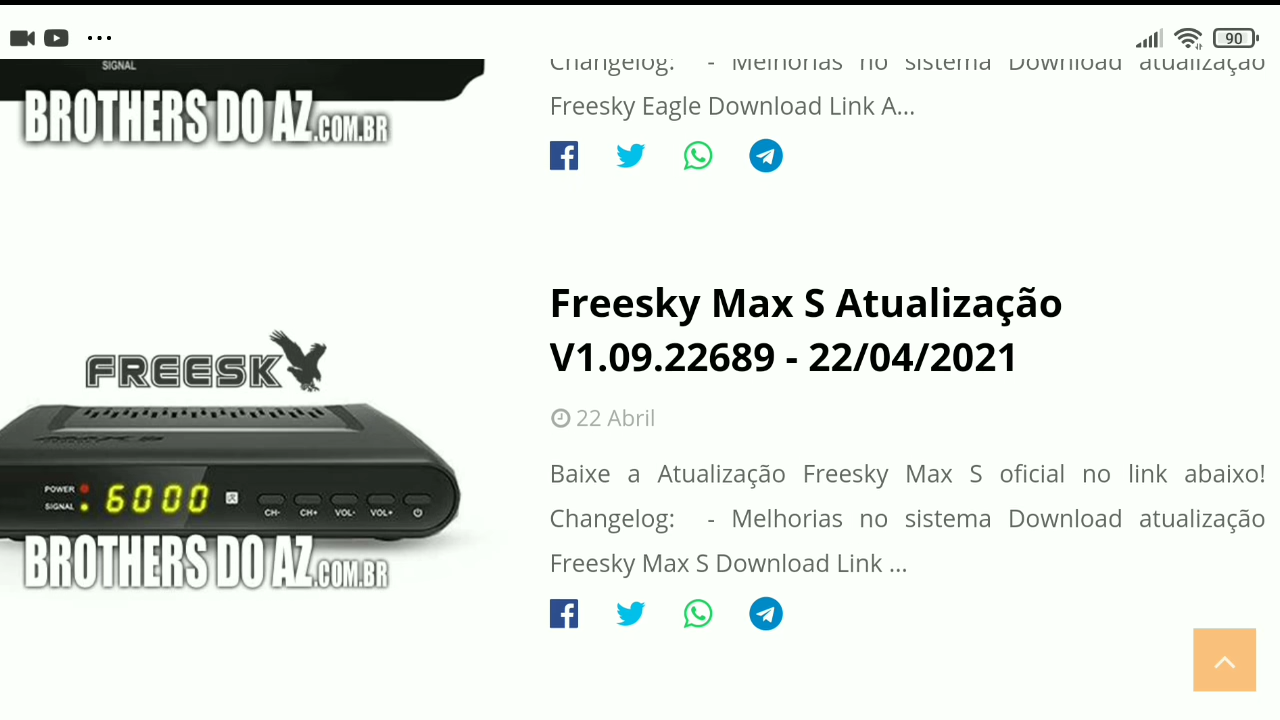 90
SIGNAL
BROTHERS DO AZ.COM.BR
Changelog: - Melhorias no sistema Download atualização
Freesky Eagle Download Link A...
Freesky Max S Atualização
V1.09.22689 - 22/04/2021
22 Abril
Baixe a Atualização Freesky Max S oficial no link abaixo!
Changelog: - Melhorias no sistema Download atualização
Freesky Max S Download Link ...
FREESK
MAX S
POWER
SIGNAL
6000
CH- CH+ VOL- VOL+
BROTHERS DO AZ.COM.BR